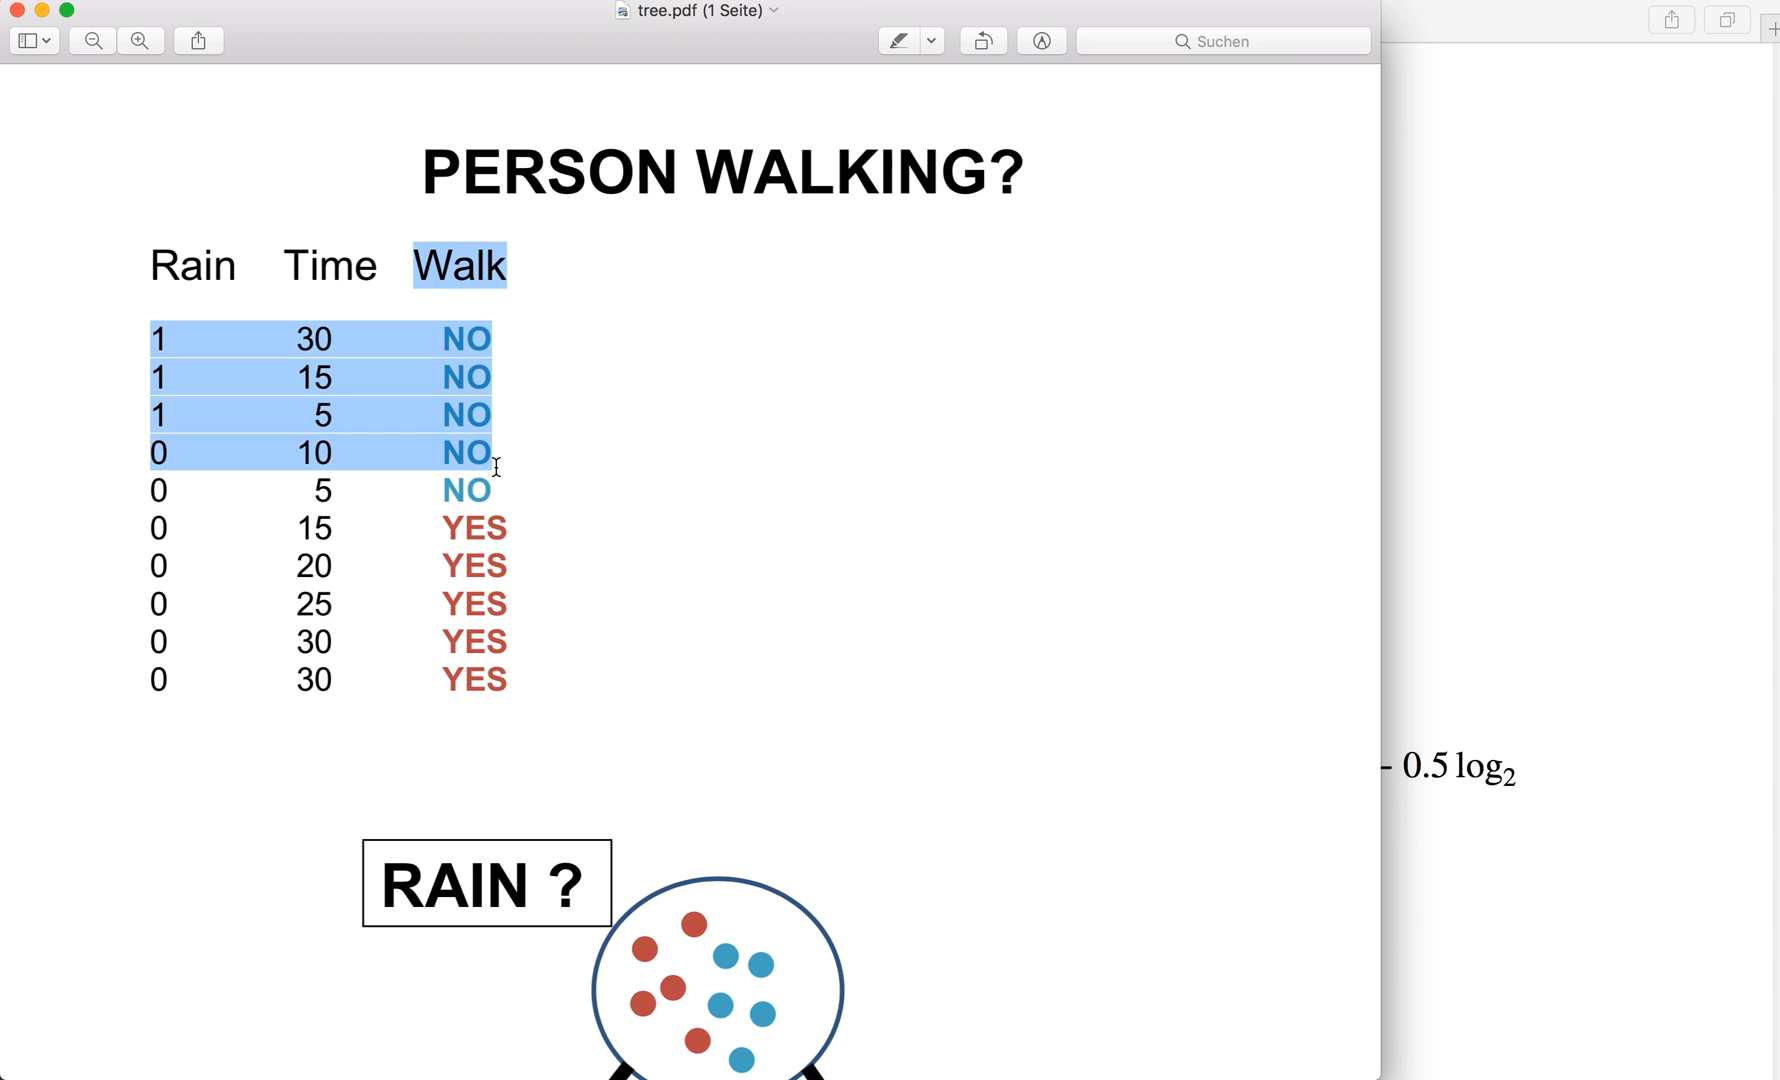 tree.pdf (1 Seite)
Suchen
PERSON WALKING?
Rain Time Walk
1 30 NO
1 15 NO
1 5 NO
0 10 NO
0 5 NO
0 15 YES
0 20 YES
0 25 YES
0 30 YES
0 30 YES
- 0.5 log₂
RAIN ?